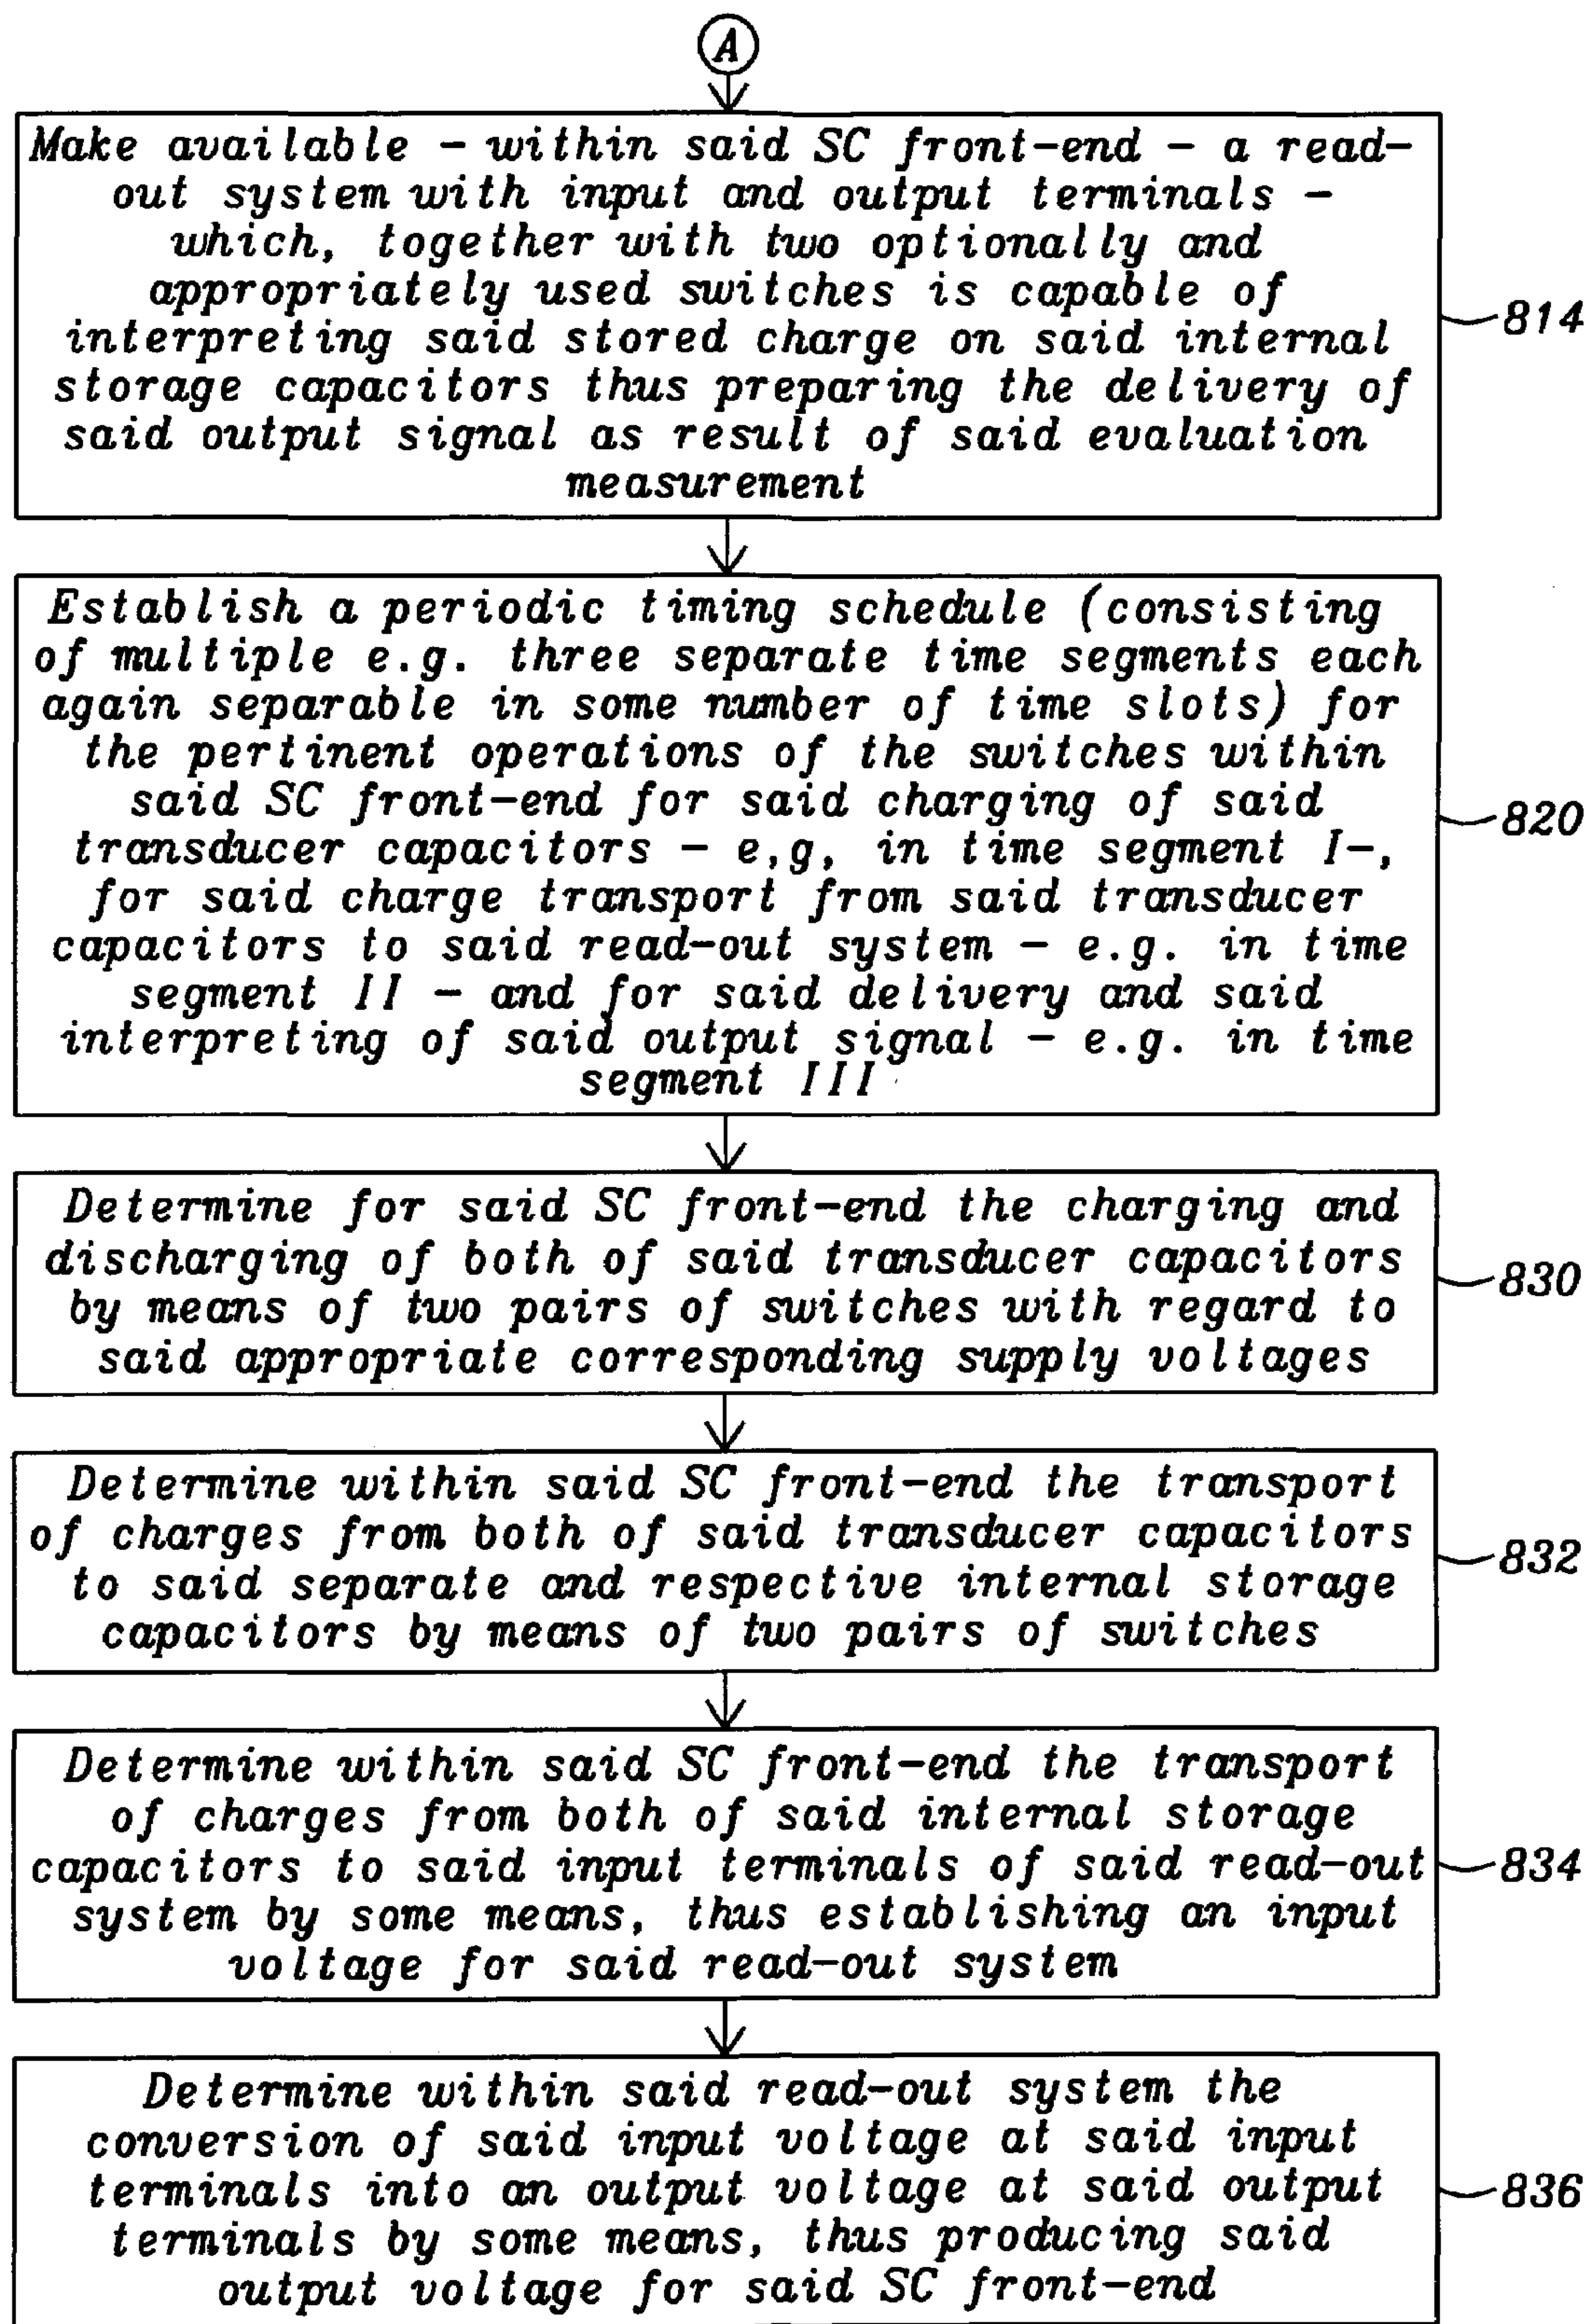 A
Make available - within said SC front-end - a read-
out system with input and output terminals -
which, together with two optionally and
appropriately used switches is capable of
interpreting said stored charge on said internal
storage capacitors thus preparing the delivery of
said output signal as result of said evaluation
measurement
814
Establish a periodic timing schedule (consisting
of multiple e.g. three separate time segments each
again separable in some number of time slots) for
the pertinent operations of the switches within
said SC front-end for said charging of said
transducer capacitors - e,g, in time segment I-,
for said charge transport from said transducer
capacitors to said read-out system - e.g. in time
segment II - and for said delivery and said
interpreting of said output signal - e.g. in time
segment III
820
Determine for said SC front-end the charging and
discharging of both of said transducer capacitors
by means of two pairs of switches with regard to
said appropriate corresponding supply voltages
830
Determine within said SC front-end the transport
of charges from both of said transducer capacitors
to said separate and respective internal storage
capacitors by means of two pairs of switches
832
Determine within said SC front-end the transport
of charges from both of said internal storage
capacitors to said input terminals of said read-out
system by some means, thus establishing an input
voltage for said read-out system
834
Determine within said read-out system the
conversion of said input voltage at said input
terminals into an output voltage at said output
terminals by some means, thus producing said
output voltage for said SC front-end
836